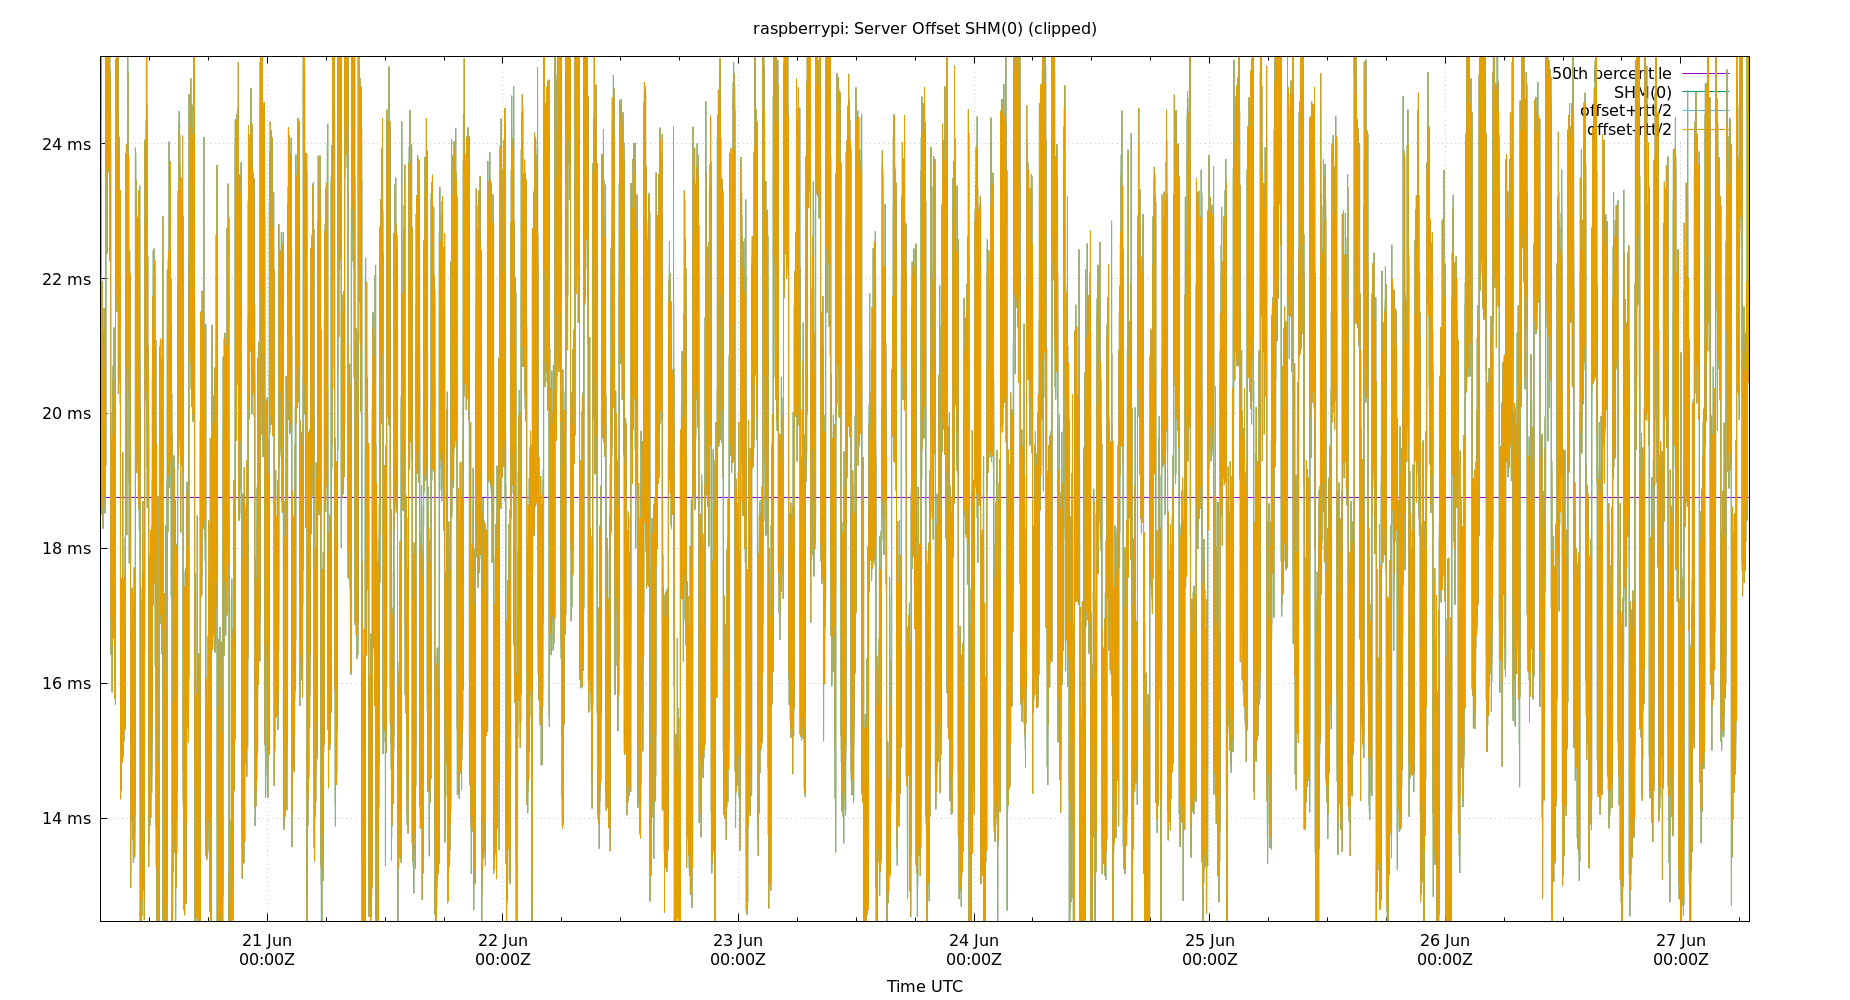 raspberrypi: Server Offset SHM(0) (clipped)
50th percentile
SHM(0)
offset+rtt/2
offset-rtt/2
24 ms
22 ms
20 ms
18 ms
16 ms
14 ms
21 Jun
00:00Z
22 Jun
00:00Z
23 Jun
00:00Z
24 Jun
00:00Z
25 Jun
00:00Z
26 Jun
00:00Z
27 Jun
00:00Z
Time UTC